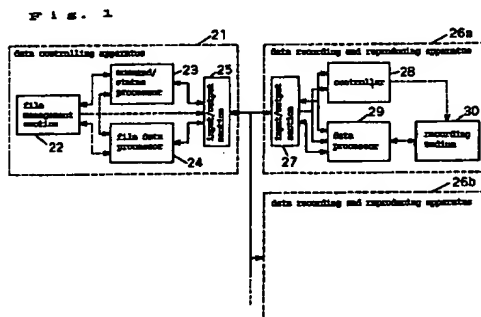 Fig. 1
21
data controlling apparatus
command/
status
processor
23
25
file
management
section
22
file data
processor
24
input/output
section
26a
data recording and reproducing apparatus
controller
28
input/output
section
27
data
processor
29
recording
medium
30
26b
data recording and reproducing apparatus